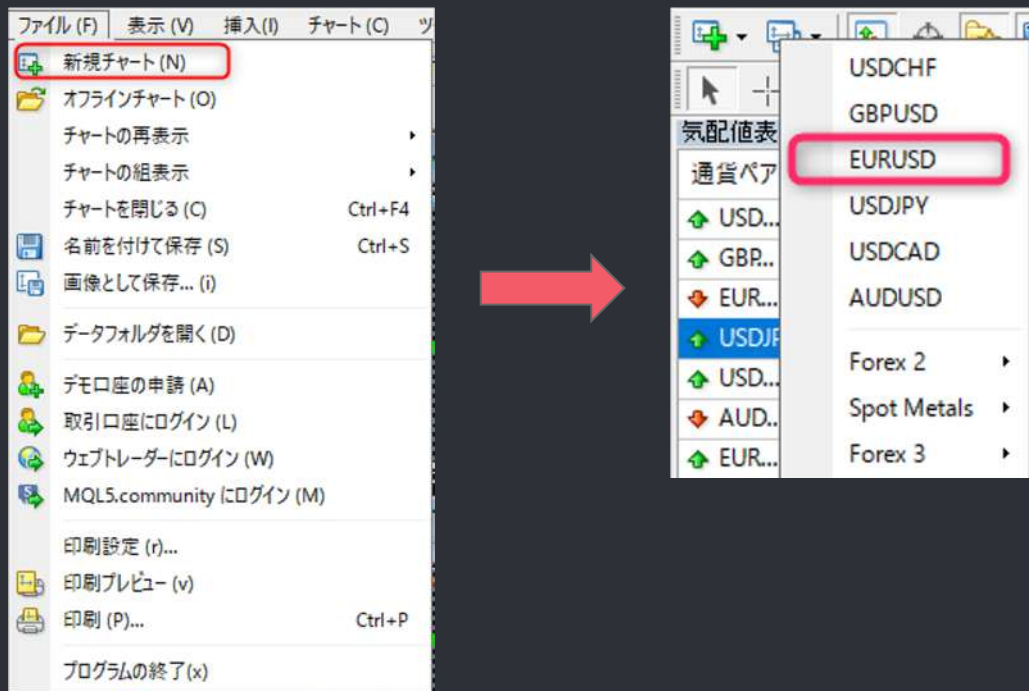 ファイル (F) 表示 (V) 挿入(I) チャート(C) ツ
新規チャート (N)
オフラインチャート (O)
チャートの再表示
チャートの組表示
チャートを閉じる (C) Ctrl+F4
名前を付けて保存 (S) Ctrl+S
画像として保存... (i)
データフォルダを開く (D)
デモ口座の申請 (A)
取引口座にログイン (L)
ウェブトレーダーにログイン (W)
MQL5.community にログイン (M)
印刷設定 (r)...
印刷プレビュー (v)
印刷 (P)... Ctrl+P
プログラムの終了(x)
気配値表
通貨ペア
USD...
GBP...
EUR...
USDJP
USD...
AUD...
EUR...
USDCHF
GBPUSD
EURUSD
USDJPY
USDCAD
AUDUSD
Forex 2
Spot Metals
Forex 3